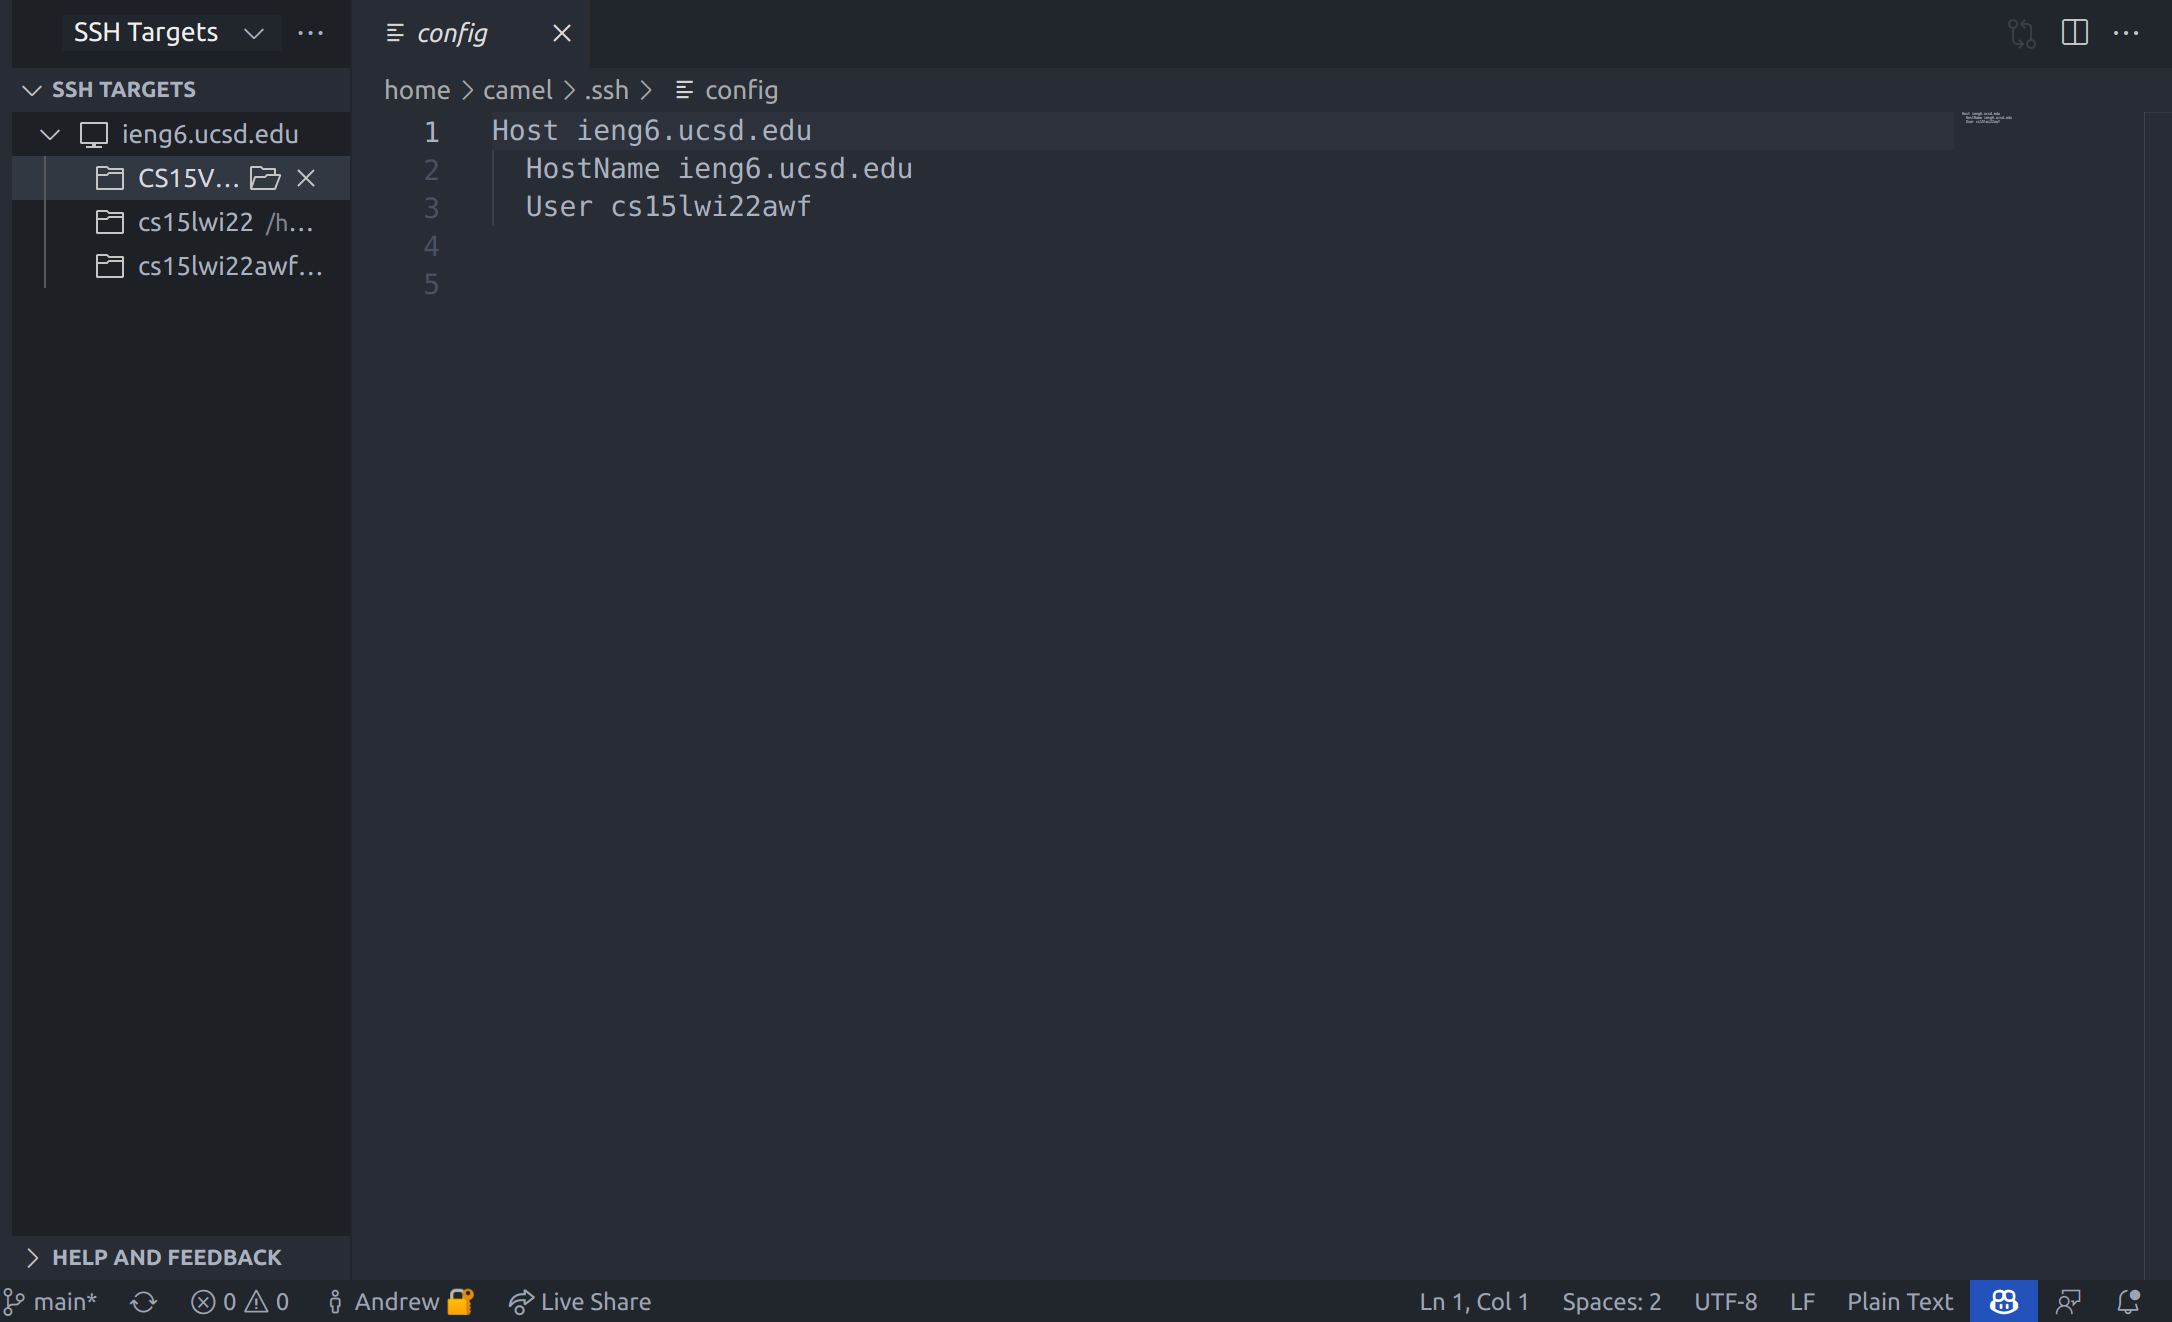 SSH Targets
SSH TARGETS
ieng6.ucsd.edu
CS15V...
cs15lwi22 /h...
cs15lwi22awf...
HELP AND FEEDBACK
config
home > camel > .ssh > config
1 Host ieng6.ucsd.edu
2 HostName ieng6.ucsd.edu
3 User cs15lwi22awf
4
5
main* 0 0 Andrew Live Share Ln 1, Col 1 Spaces: 2 UTF-8 LF Plain Text